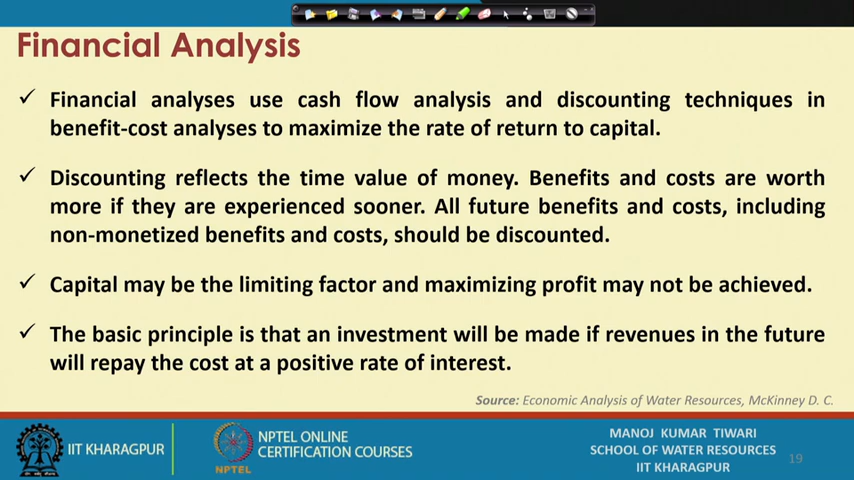 Financial Analysis
✓ Financial analyses use cash flow analysis and discounting techniques in
benefit-cost analyses to maximize the rate of return to capital.
✓ Discounting reflects the time value of money. Benefits and costs are worth
more if they are experienced sooner. All future benefits and costs, including
non-monetized benefits and costs, should be discounted.
✓ Capital may be the limiting factor and maximizing profit may not be achieved.
✓ The basic principle is that an investment will be made if revenues in the future
will repay the cost at a positive rate of interest.
Source: Economic Analysis of Water Resources, McKinney D. C.
IIT KHARAGPUR
NPTEL
NPTEL ONLINE
CERTIFICATION COURSES
MANOJ KUMAR TIWARI
SCHOOL OF WATER RESOURCES
IIT KHARAGPUR
19